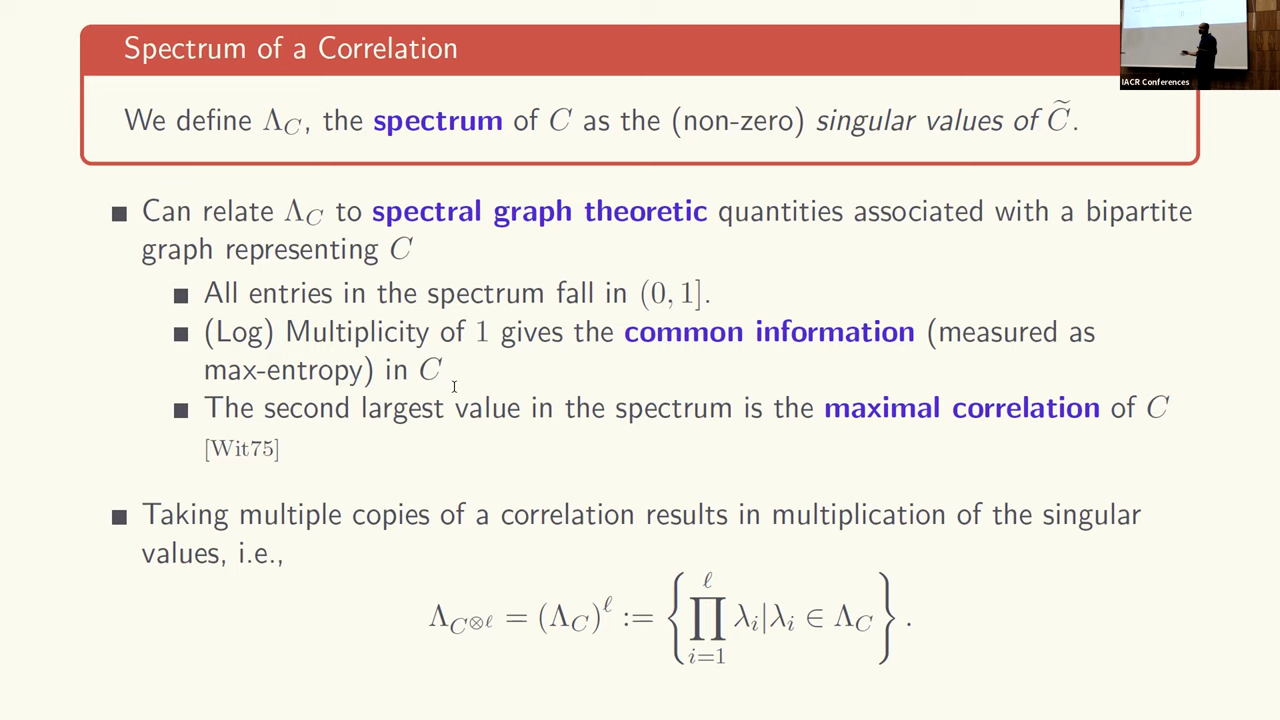 Spectrum of a Correlation
IACR Conferences
We define Λ_C, the spectrum of C as the (non-zero) singular values of C̃.
■ Can relate Λ_C to spectral graph theoretic quantities associated with a bipartite
graph representing C
■ All entries in the spectrum fall in (0, 1].
■ (Log) Multiplicity of 1 gives the common information (measured as
max-entropy) in C
■ The second largest value in the spectrum is the maximal correlation of C
[Wit75]
■ Taking multiple copies of a correlation results in multiplication of the singular
values, i.e.,
Λ_{C^{⊗ℓ}} = (Λ_C)^ℓ := { ∏_{i=1}^{ℓ} λ_i | λ_i ∈ Λ_C } .